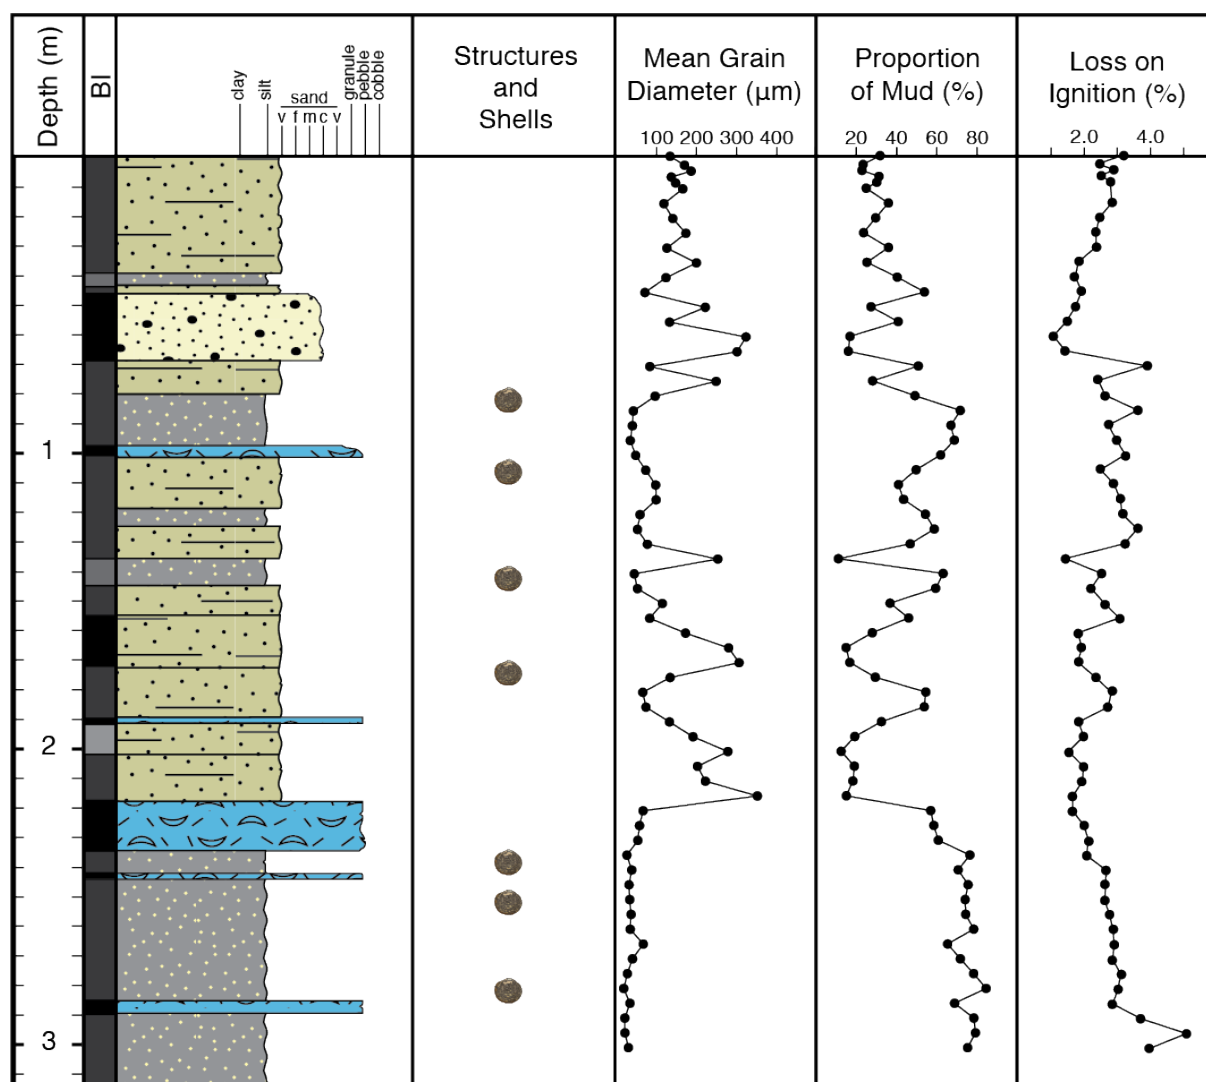 Depth (m)
BI
clay
silt
sand
v f m c v
granule
pebble
cobble
Structures
and
Shells
Mean Grain
Diameter (μm)
100 200 300 400
Proportion
of Mud (%)
20 40 60 80
Loss on
Ignition (%)
2.0 4.0
1
2
3